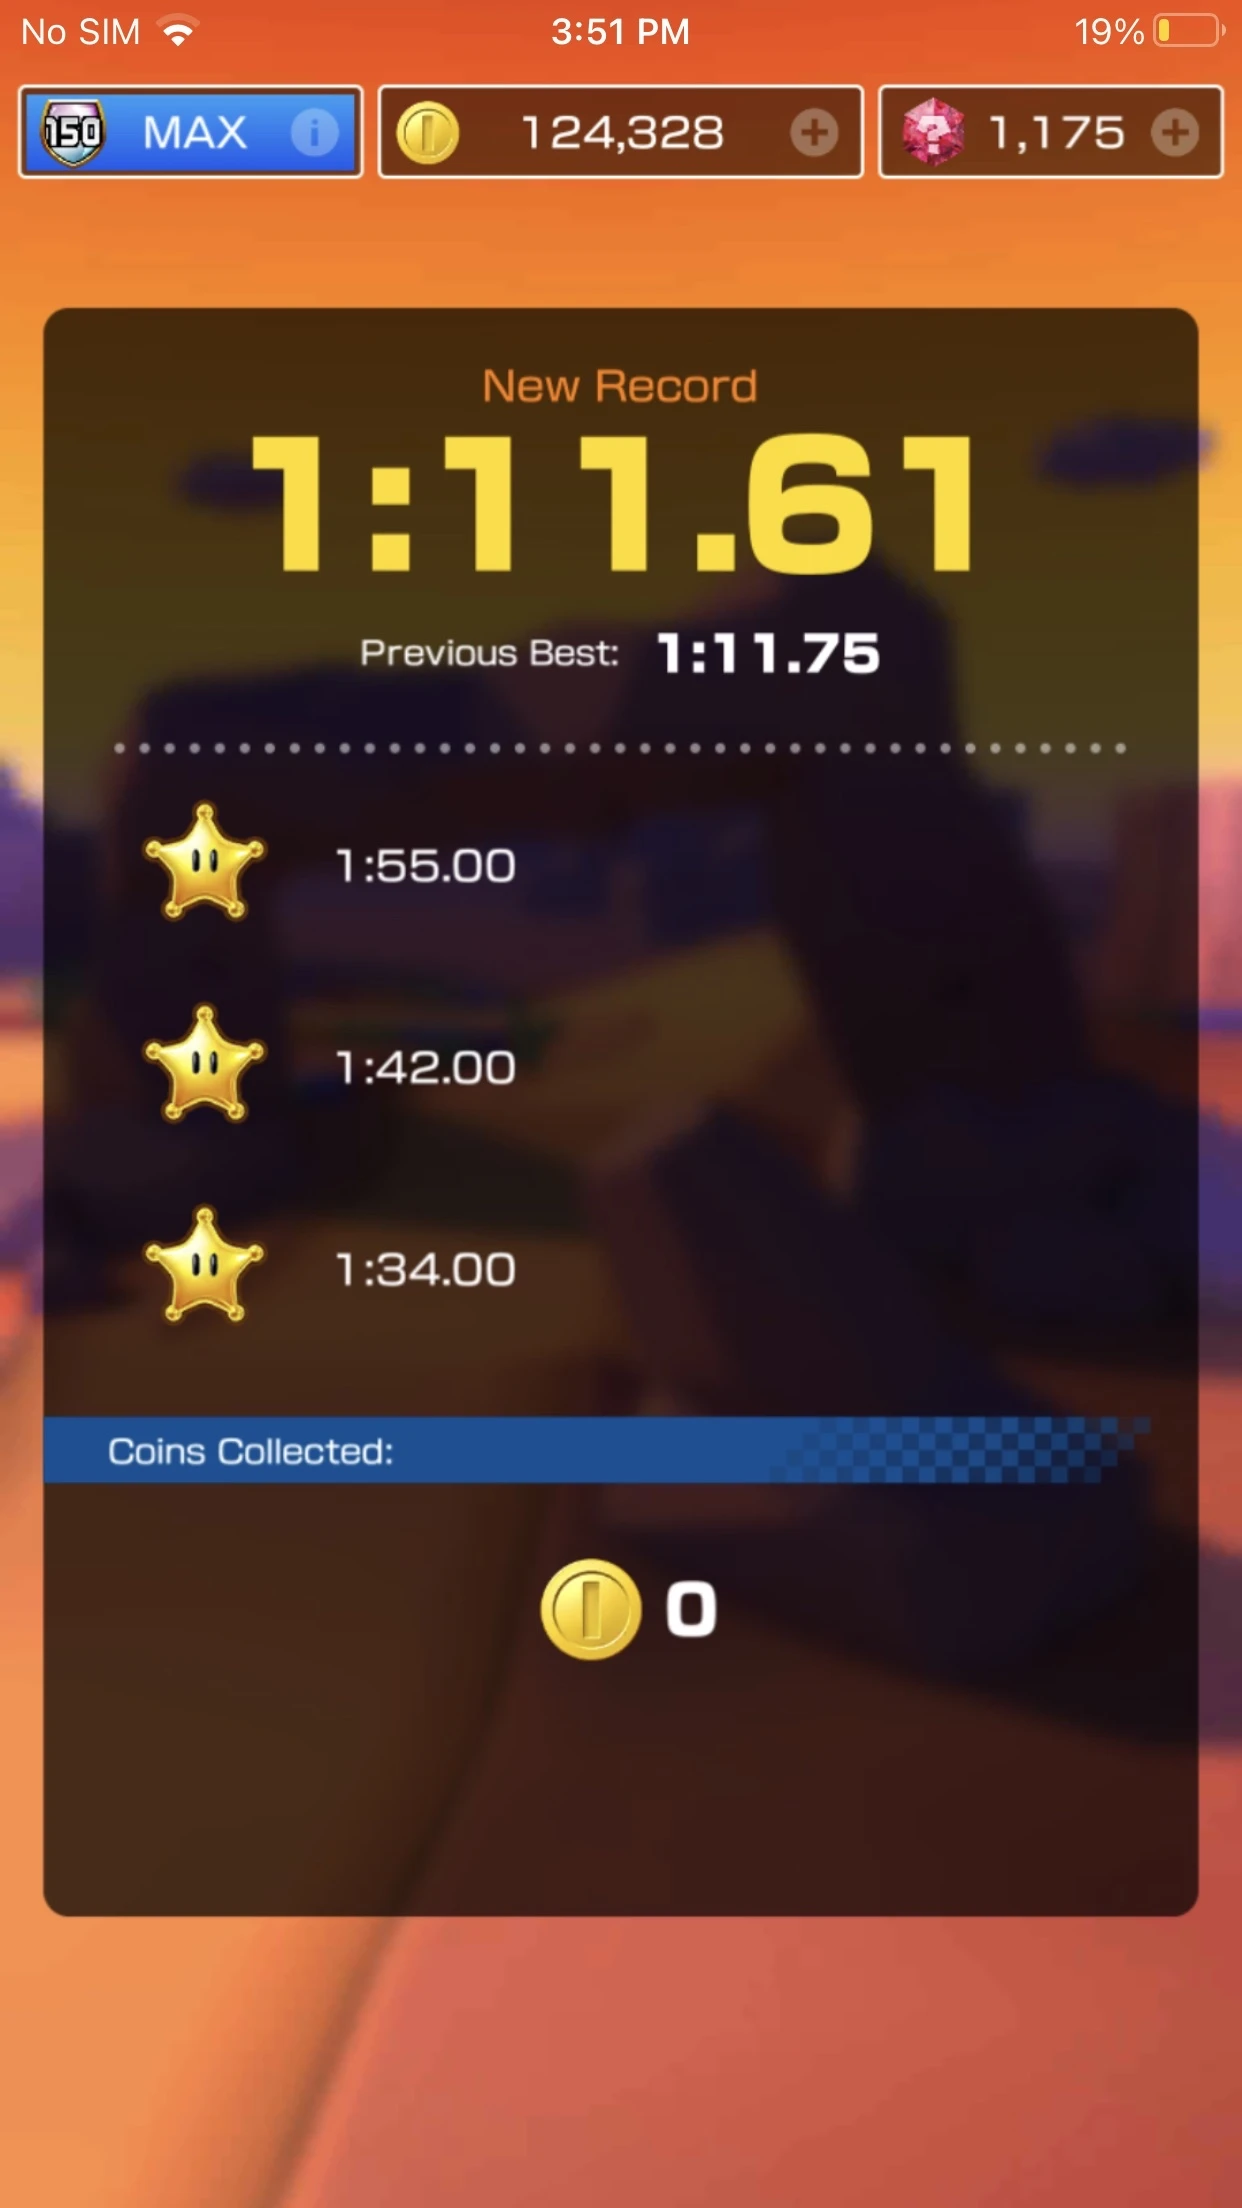 No SIM 3:51 PM 19%
150 MAX i 124,328 + ? 1,175 +
New Record
1:11.61
Previous Best: 1:11.75
1:55.00
1:42.00
1:34.00
Coins Collected:
0